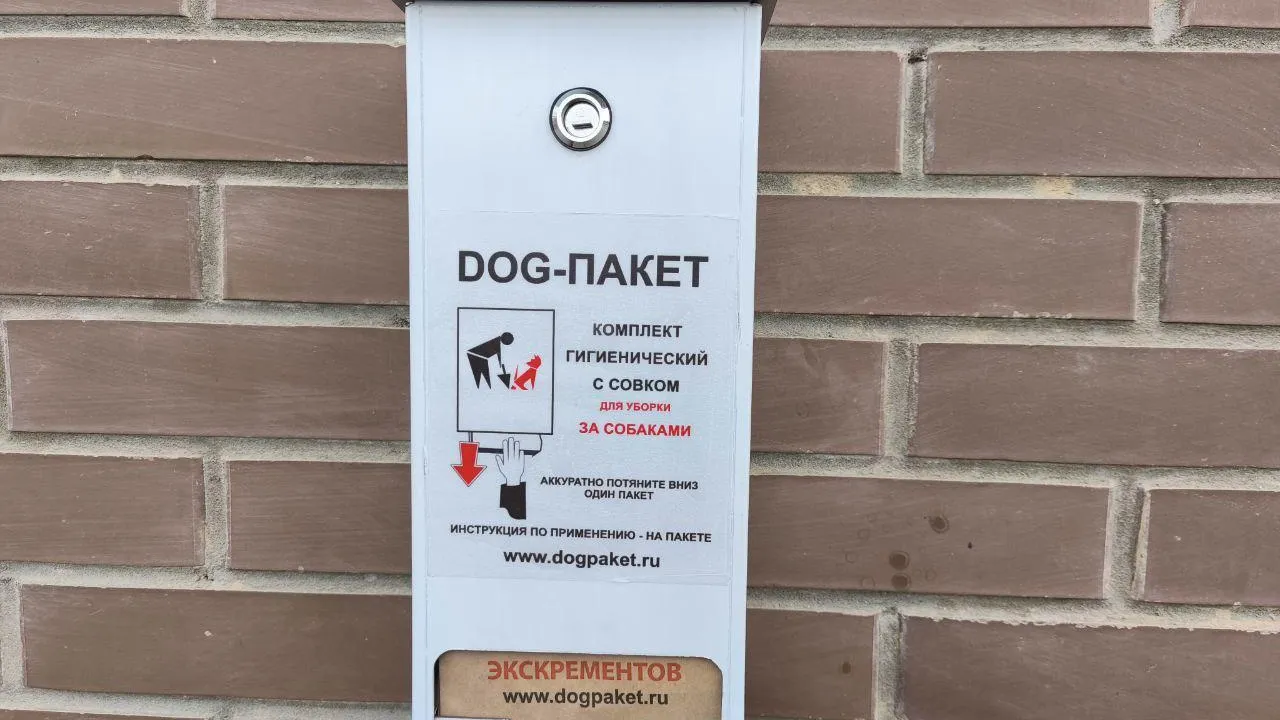 DOG-ПАКЕТ
КОМПЛЕКТ
ГИГИЕНИЧЕСКИЙ
С СОВКОМ
ДЛЯ УБОРКИ
ЗА СОБАКАМИ
АККУРАТНО ПОТЯНИТЕ ВНИЗ
ОДИН ПАКЕТ
ИНСТРУКЦИЯ ПО ПРИМЕНЕНИЮ - НА ПАКЕТЕ
www.dogpaket.ru
ЭКСКРЕМЕНТОВ
www.dogpaket.ru